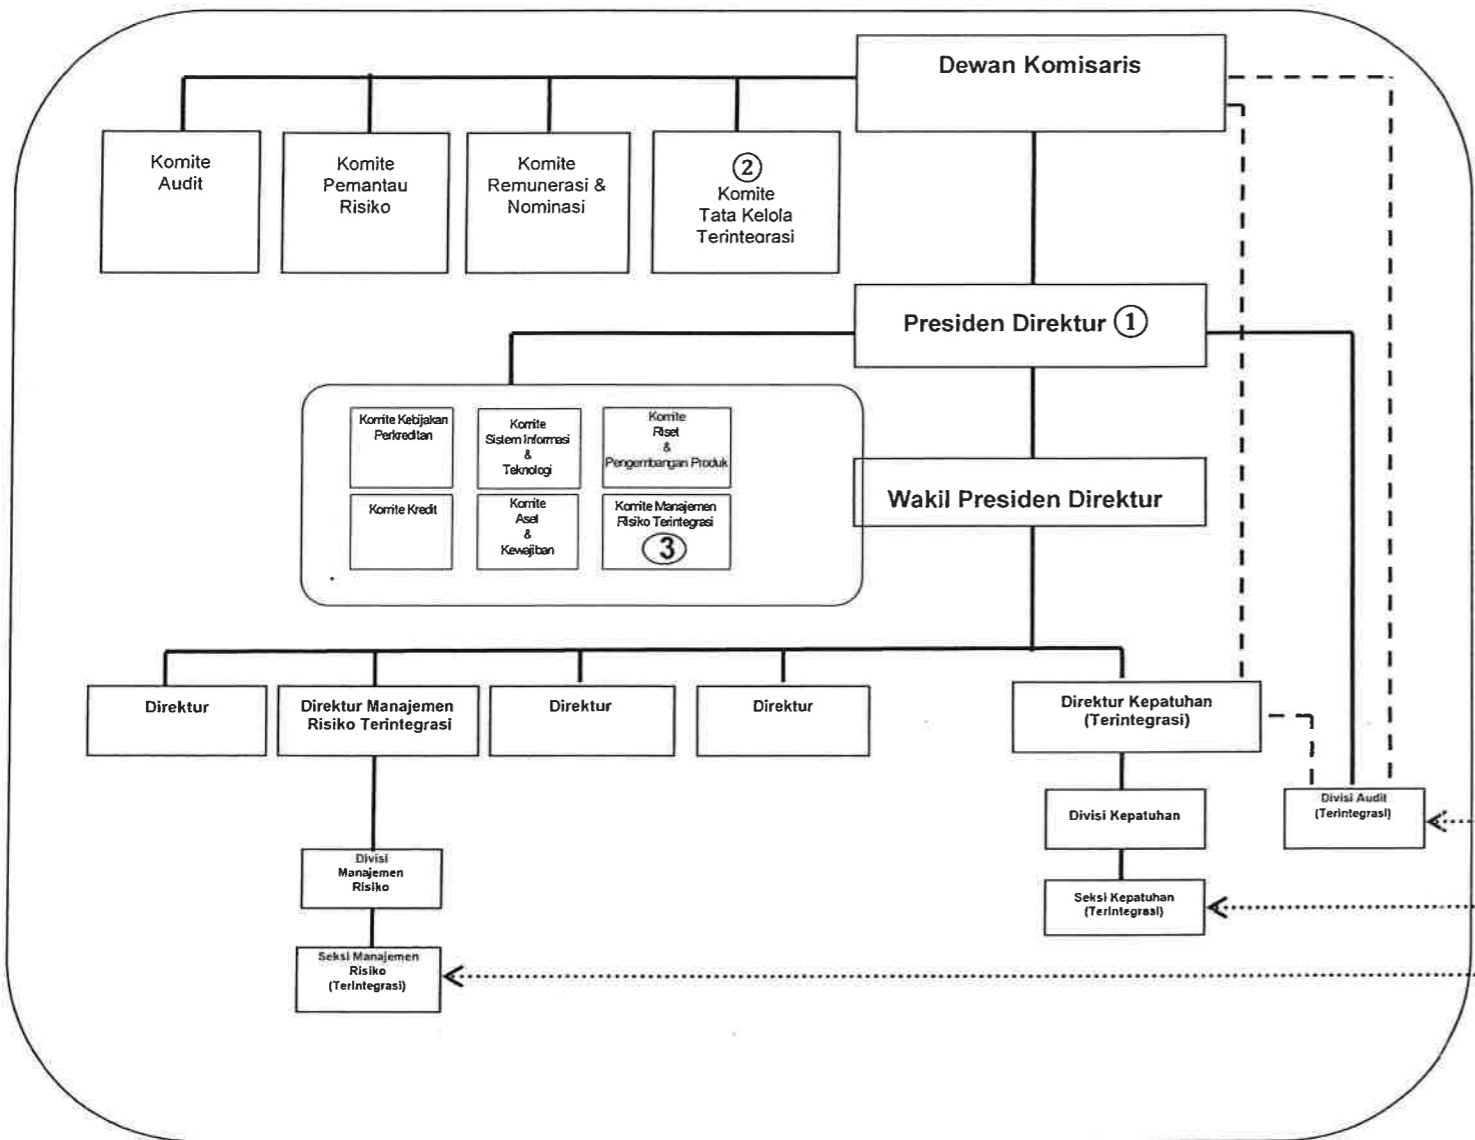 Dewan Komisaris
Komite
Audit
Komite
Pemantau
Risiko
Komite
Remunerasi &
Nominasi
②
Komite
Tata Kelola
Terintegrasi
Presiden Direktur ①
Komite Kebijakan
Perkreditan
Komite
Sistem Informasi
&
Teknologi
Komite
Riset
&
Pengembangan Produk
Komite Kredit
Komite
Aset
&
Kewajiban
Komite Manajemen
Risiko Terintegrasi
③
Wakil Presiden Direktur
Direktur
Direktur Manajemen
Risiko Terintegrasi
Direktur
Direktur
Direktur Kepatuhan
(Terintegrasi)
Divisi Kepatuhan
Divisi Audit
(Terintegrasi)
Divisi
Manajemen
Risiko
Seksi Kepatuhan
(Terintegrasi)
Seksi Manajemen
Risiko
(Terintegrasi)